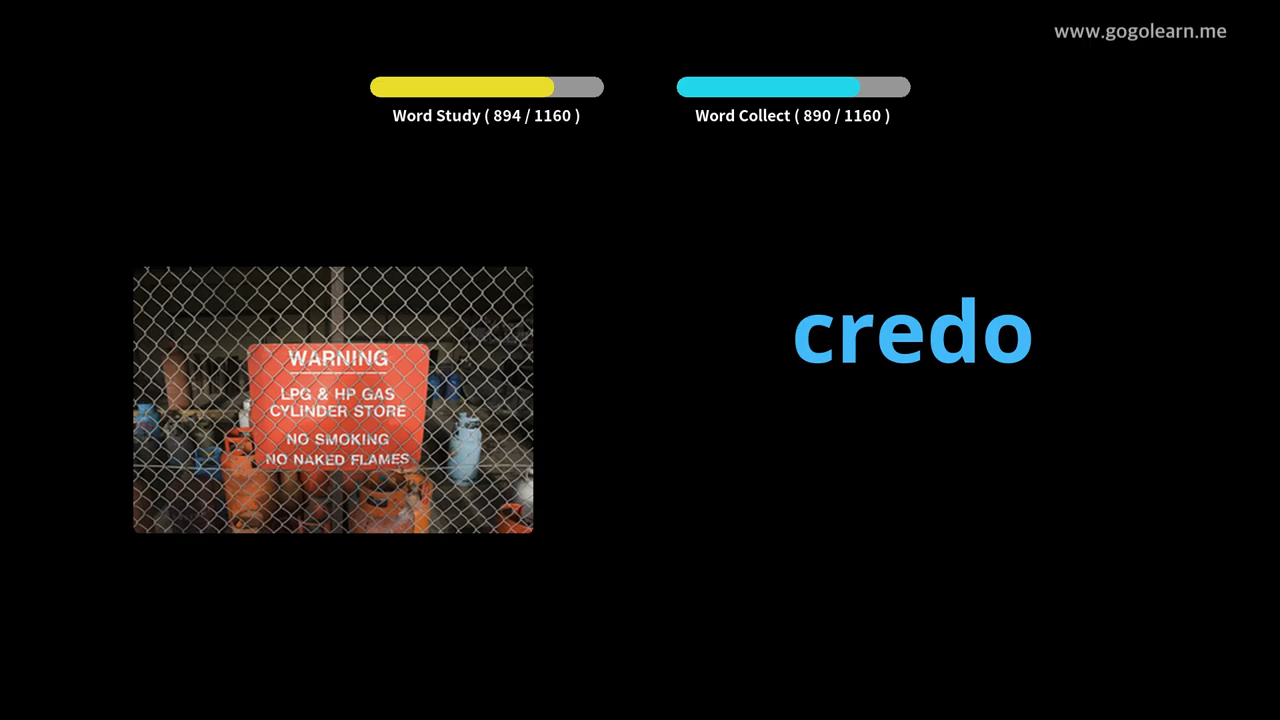 www.gogolearn.me
Word Study ( 894 / 1160 )
Word Collect ( 890 / 1160 )
WARNING
LPG & HP GAS
CYLINDER STORE
NO SMOKING
NO NAKED FLAMES
credo